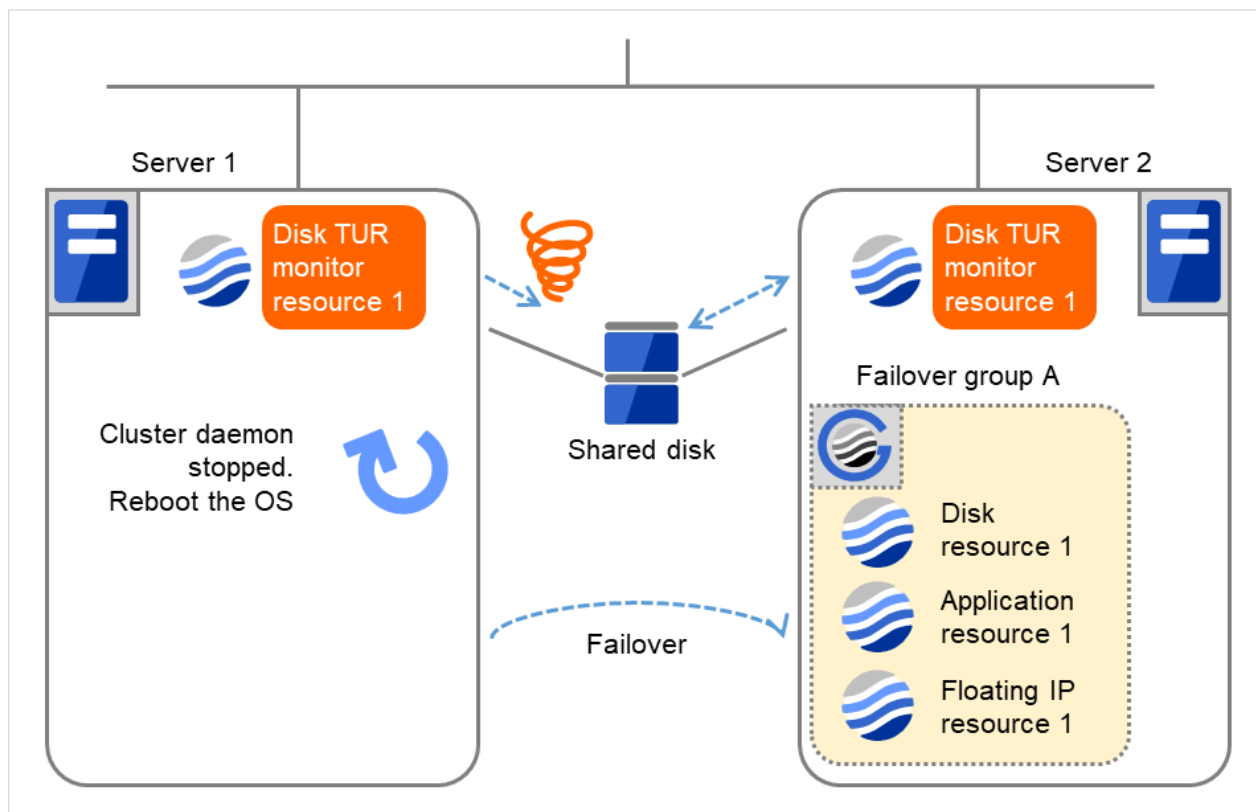 Server 1
Server 2
Disk TUR
monitor
resource 1
Disk TUR
monitor
resource 1
Cluster daemon
stopped.
Reboot the OS
Shared disk
Failover
Failover group A
Disk
resource 1
Application
resource 1
Floating IP
resource 1